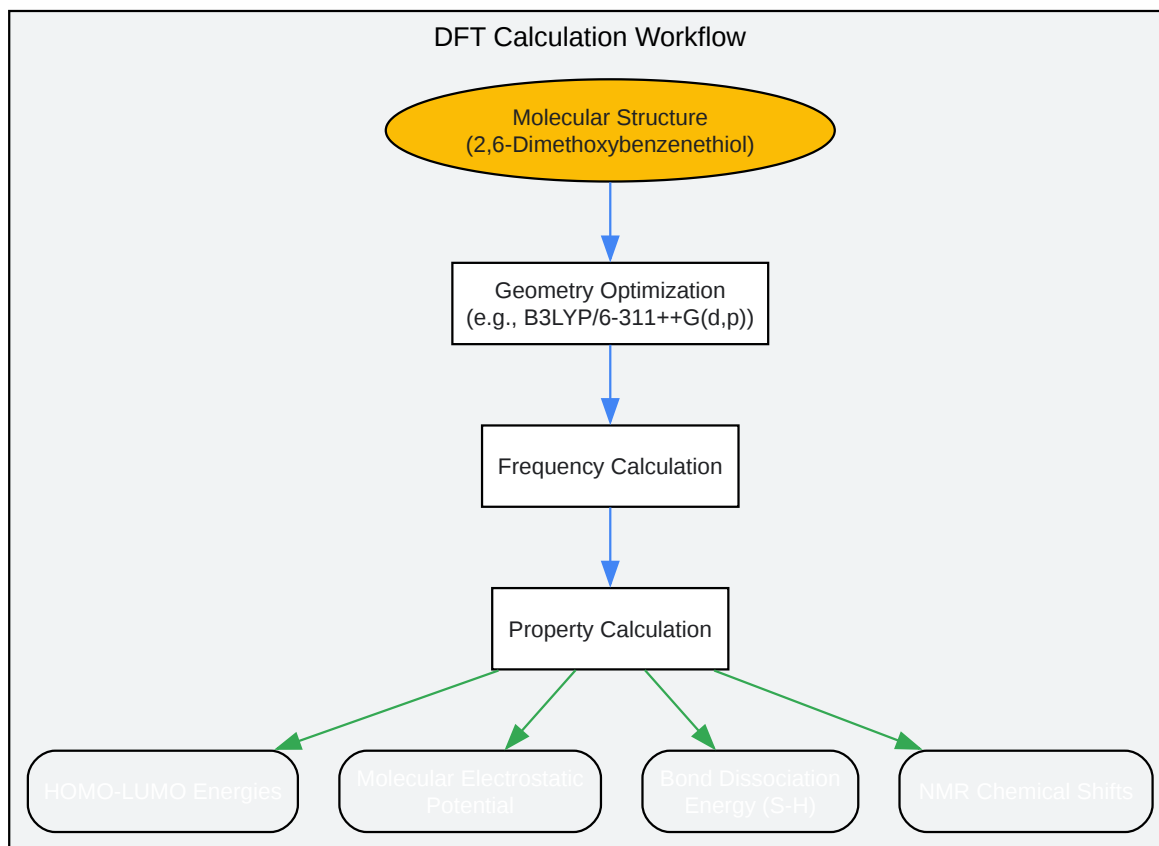 DFT Calculation Workflow
Molecular Structure
(2,6-Dimethoxybenzenethiol)
Geometry Optimization
(e.g., B3LYP/6-311++G(d,p))
Frequency Calculation
Property Calculation
HOMO-LUMO Energies
Molecular Electrostatic
Potential
Bond Dissociation
Energy (S-H)
NMR Chemical Shifts